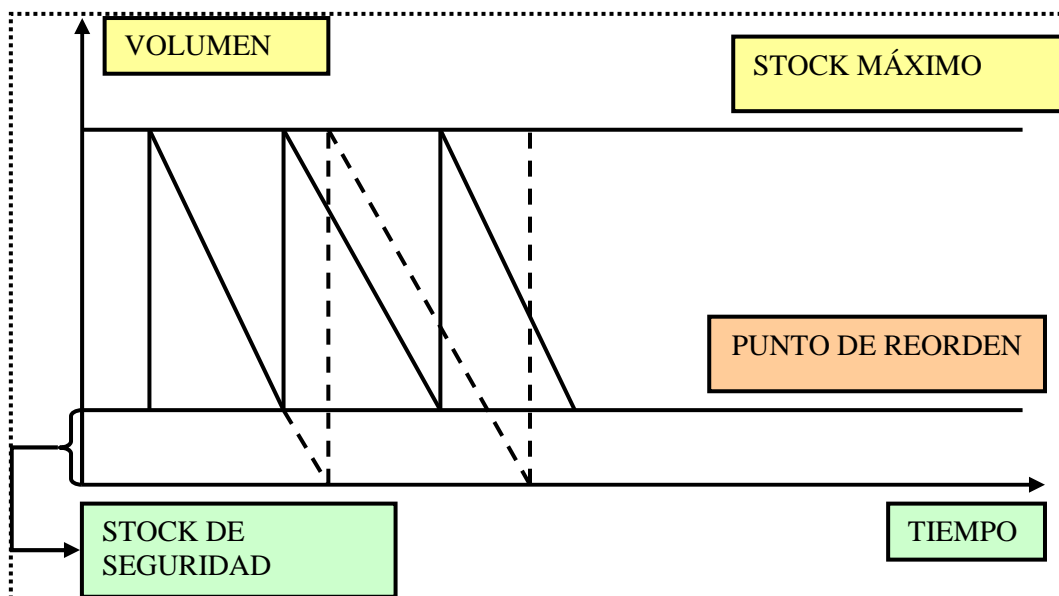 VOLUMEN
STOCK MÁXIMO
PUNTO DE REORDEN
STOCK DE
SEGURIDAD
TIEMPO